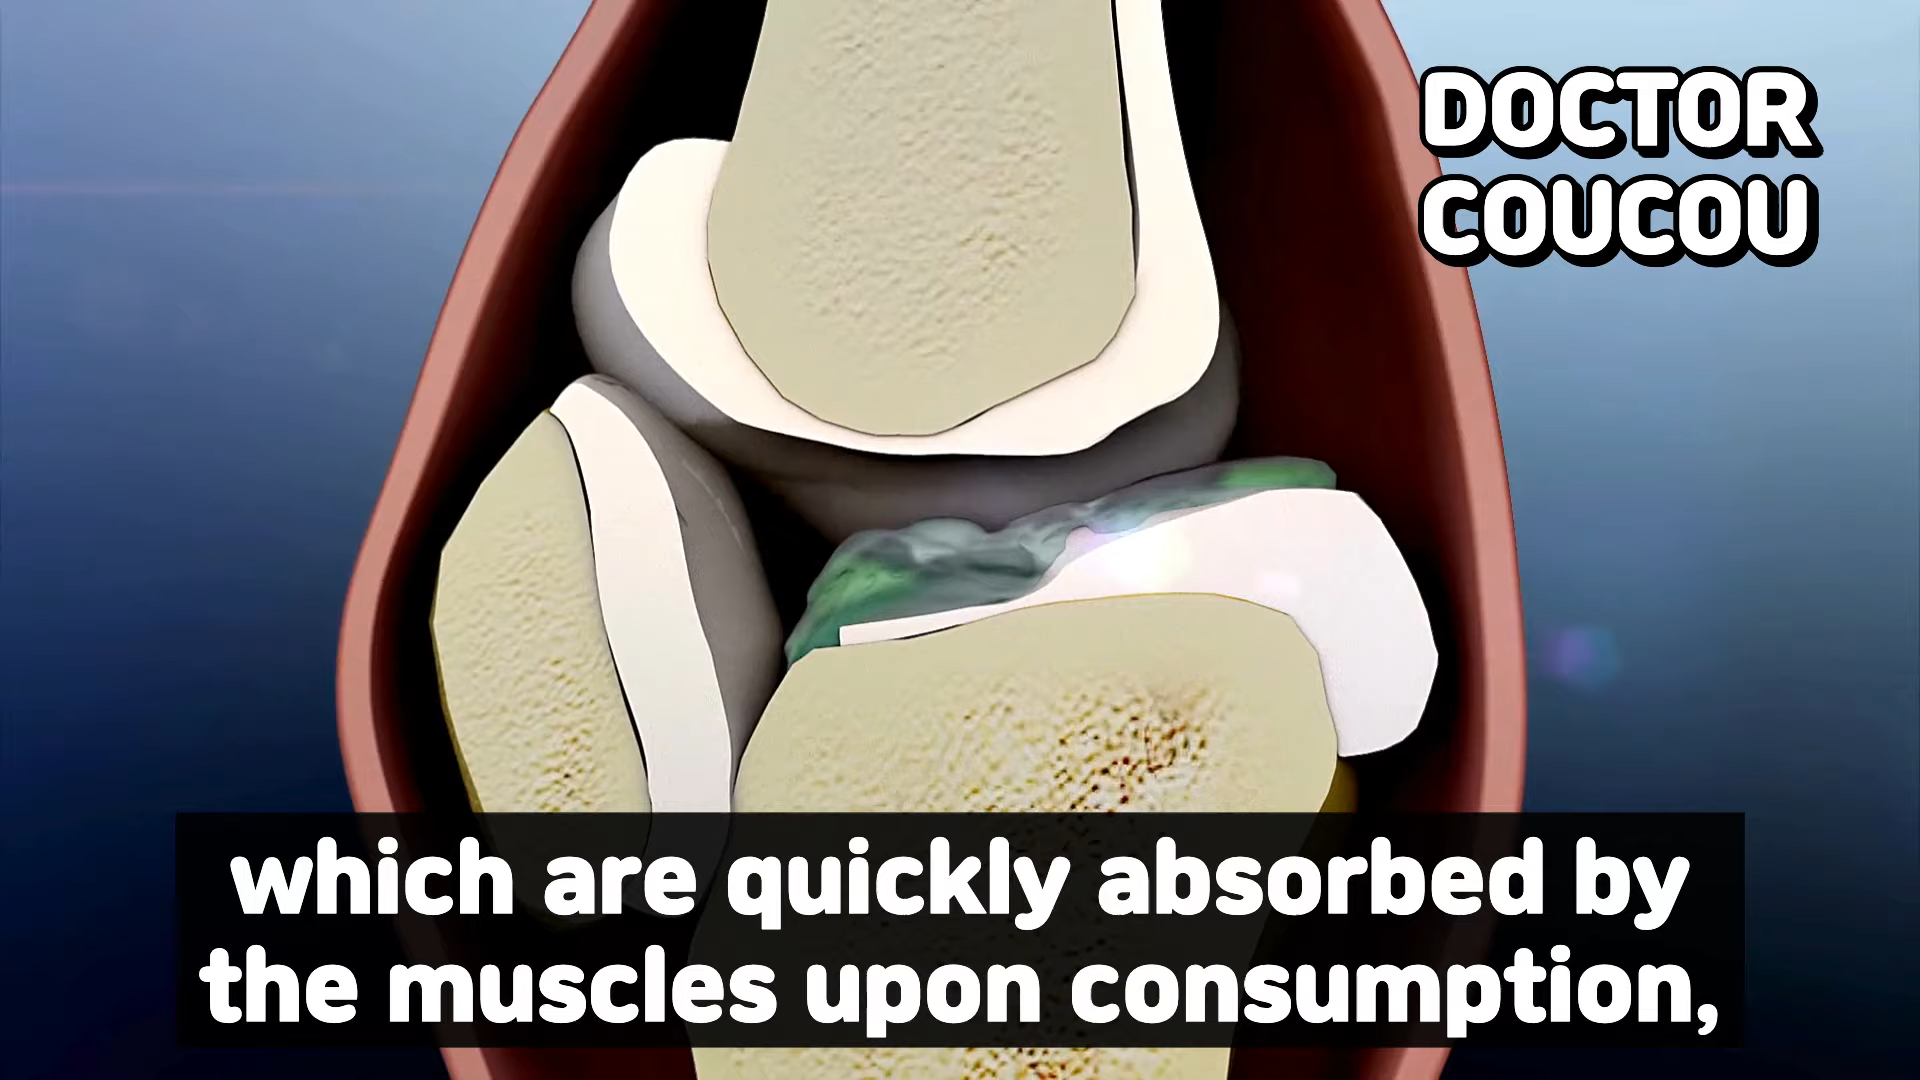 DOCTOR
COUCOU
which are quickly absorbed by
the muscles upon consumption,